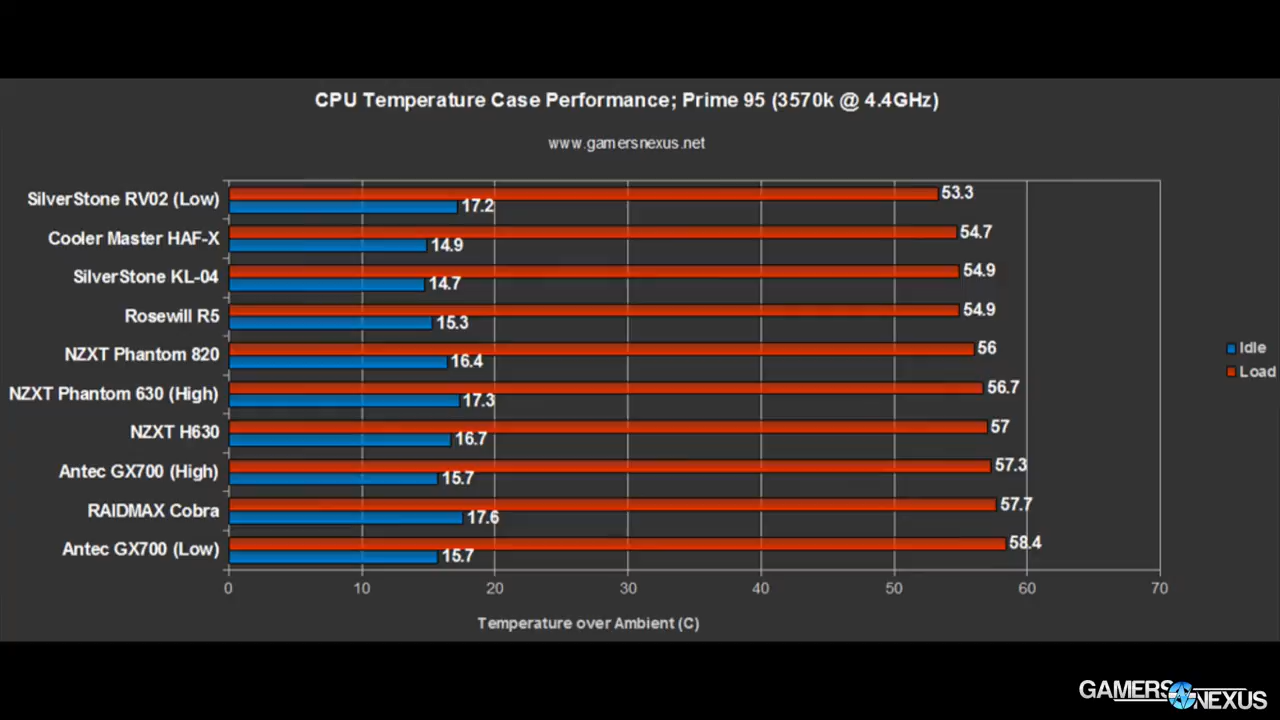 CPU Temperature Case Performance; Prime 95 (3570k @ 4.4GHz)
www.gamersnexus.net
SilverStone RV02 (Low) 53.3
17.2
Cooler Master HAF-X 54.7
14.9
SilverStone KL-04 54.9
14.7
Rosewill R5 54.9
15.3
NZXT Phantom 820 56
16.4
NZXT Phantom 630 (High) 56.7
17.3
NZXT H630 57
16.7
Antec GX700 (High) 57.3
15.7
RAIDMAX Cobra 57.7
17.6
Antec GX700 (Low) 58.4
15.7
Idle
Load
0 10 20 30 40 50 60 70
Temperature over Ambient (C)
GAMERS NEXUS